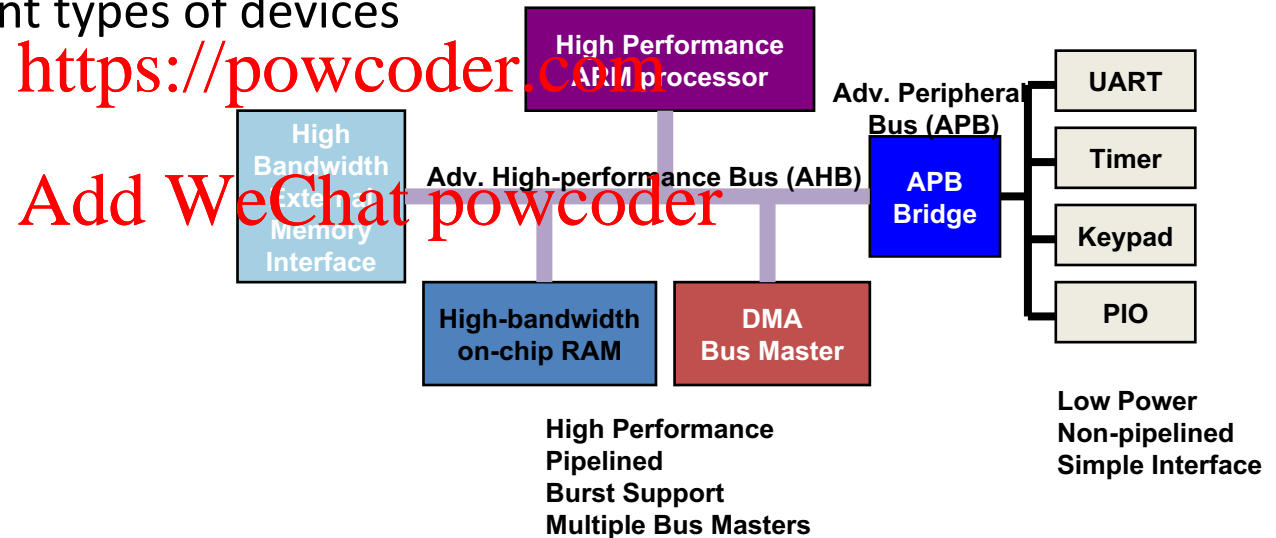 nt types of devices
https://powcoder.com
High Performance
ARM processor
Adv. Peripheral
Bus (APB)
UART
High
Bandwidth
External
Memory
Interface
Adv. High-performance Bus (AHB)
Add WeChat powcoder
APB
Bridge
Timer
Keypad
PIO
High-bandwidth
on-chip RAM
DMA
Bus Master
High Performance
Pipelined
Burst Support
Multiple Bus Masters
Low Power
Non-pipelined
Simple Interface